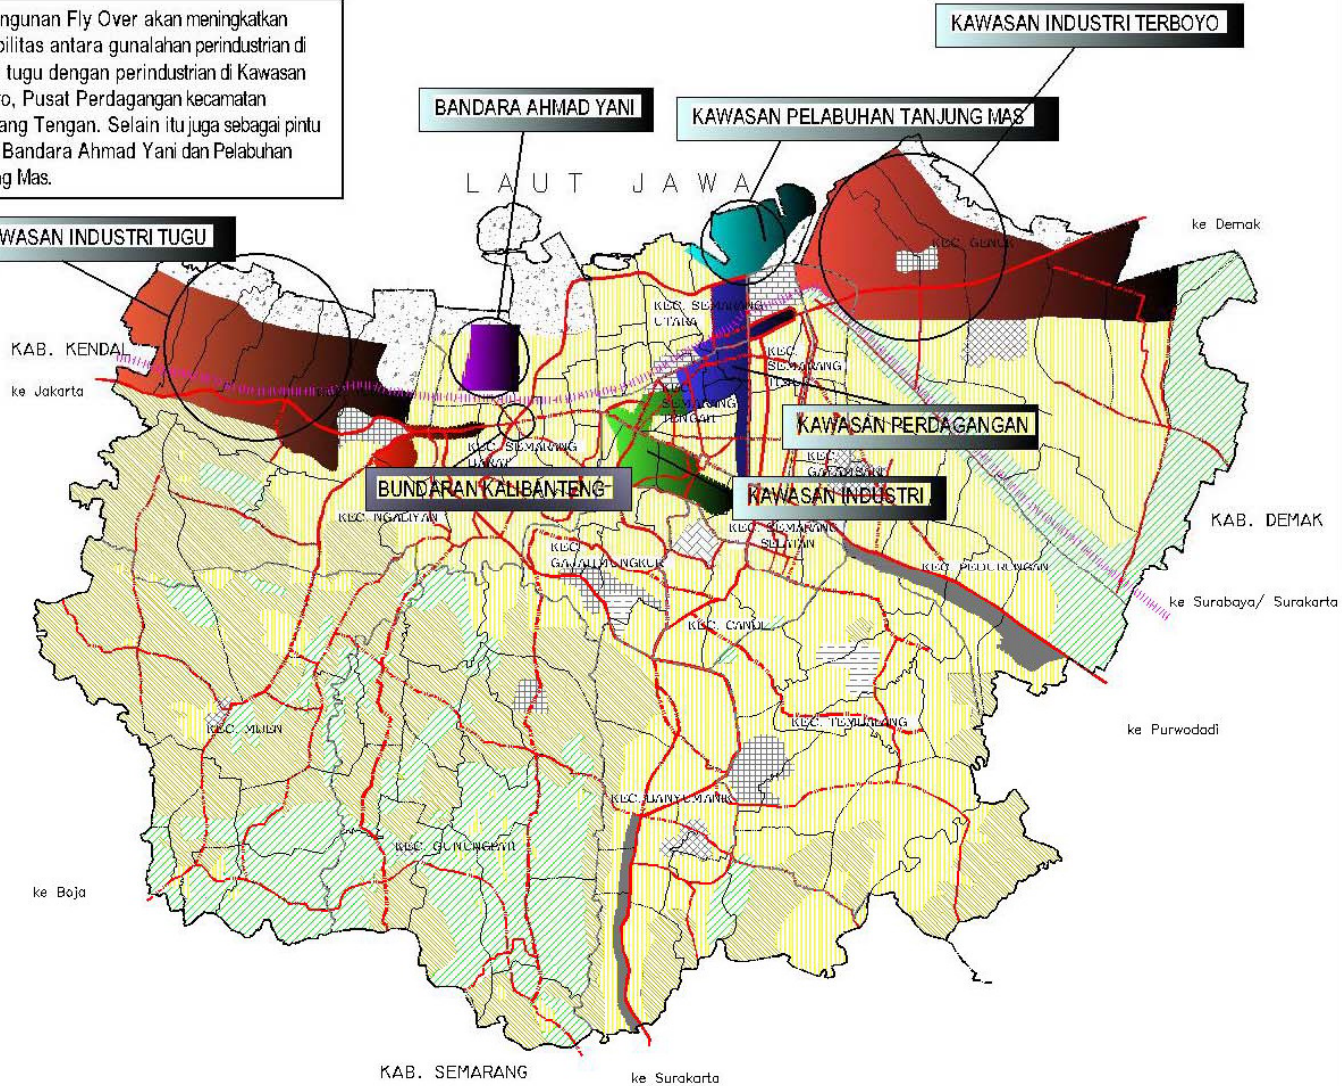 ngunan Fly Over akan meningkatkan
bilitas antara gunalahan perindustrian di
tugu dengan perindustrian di Kawasan
o, Pusat Perdagangan kecamatan
ang Tengan. Selain itu juga sebagai pintu
Bandara Ahmad Yani dan Pelabuhan
g Mas.
KAWASAN INDUSTRI TERBOYO
BANDARA AHMAD YANI
KAWASAN PELABUHAN TANJUNG MAS
LAUT JAWA
WASAN INDUSTRI TUGU
ke Demak
KEC. GENUK
KEC. SEMARANG
UTARA
KAB. KENDAL
KEC.
SEMARANG
TIMUR
ke Jakarta
KEC.
SEMARANG
TENGAH
KAWASAN PERDAGANGAN
KEC. SEMARANG
BARAT
KEC.
BUNDARAN KALIBANTENG
KAWASAN INDUSTRI
KEC. NGALIYAN
KEC. SEMARANG
SELATAN
KAB. DEMAK
KEC.
GAJAHMUNGKUR
KEC. PEDURUNGAN
ke Surabaya/ Surakarta
KEC. CANDI
KEC. MIJEN
KEC. TEMBALANG
ke Purwodadi
KEC. BANYUMANIK
KEC. GUNUNGPATI
ke Boja
KAB. SEMARANG
ke Surakarta